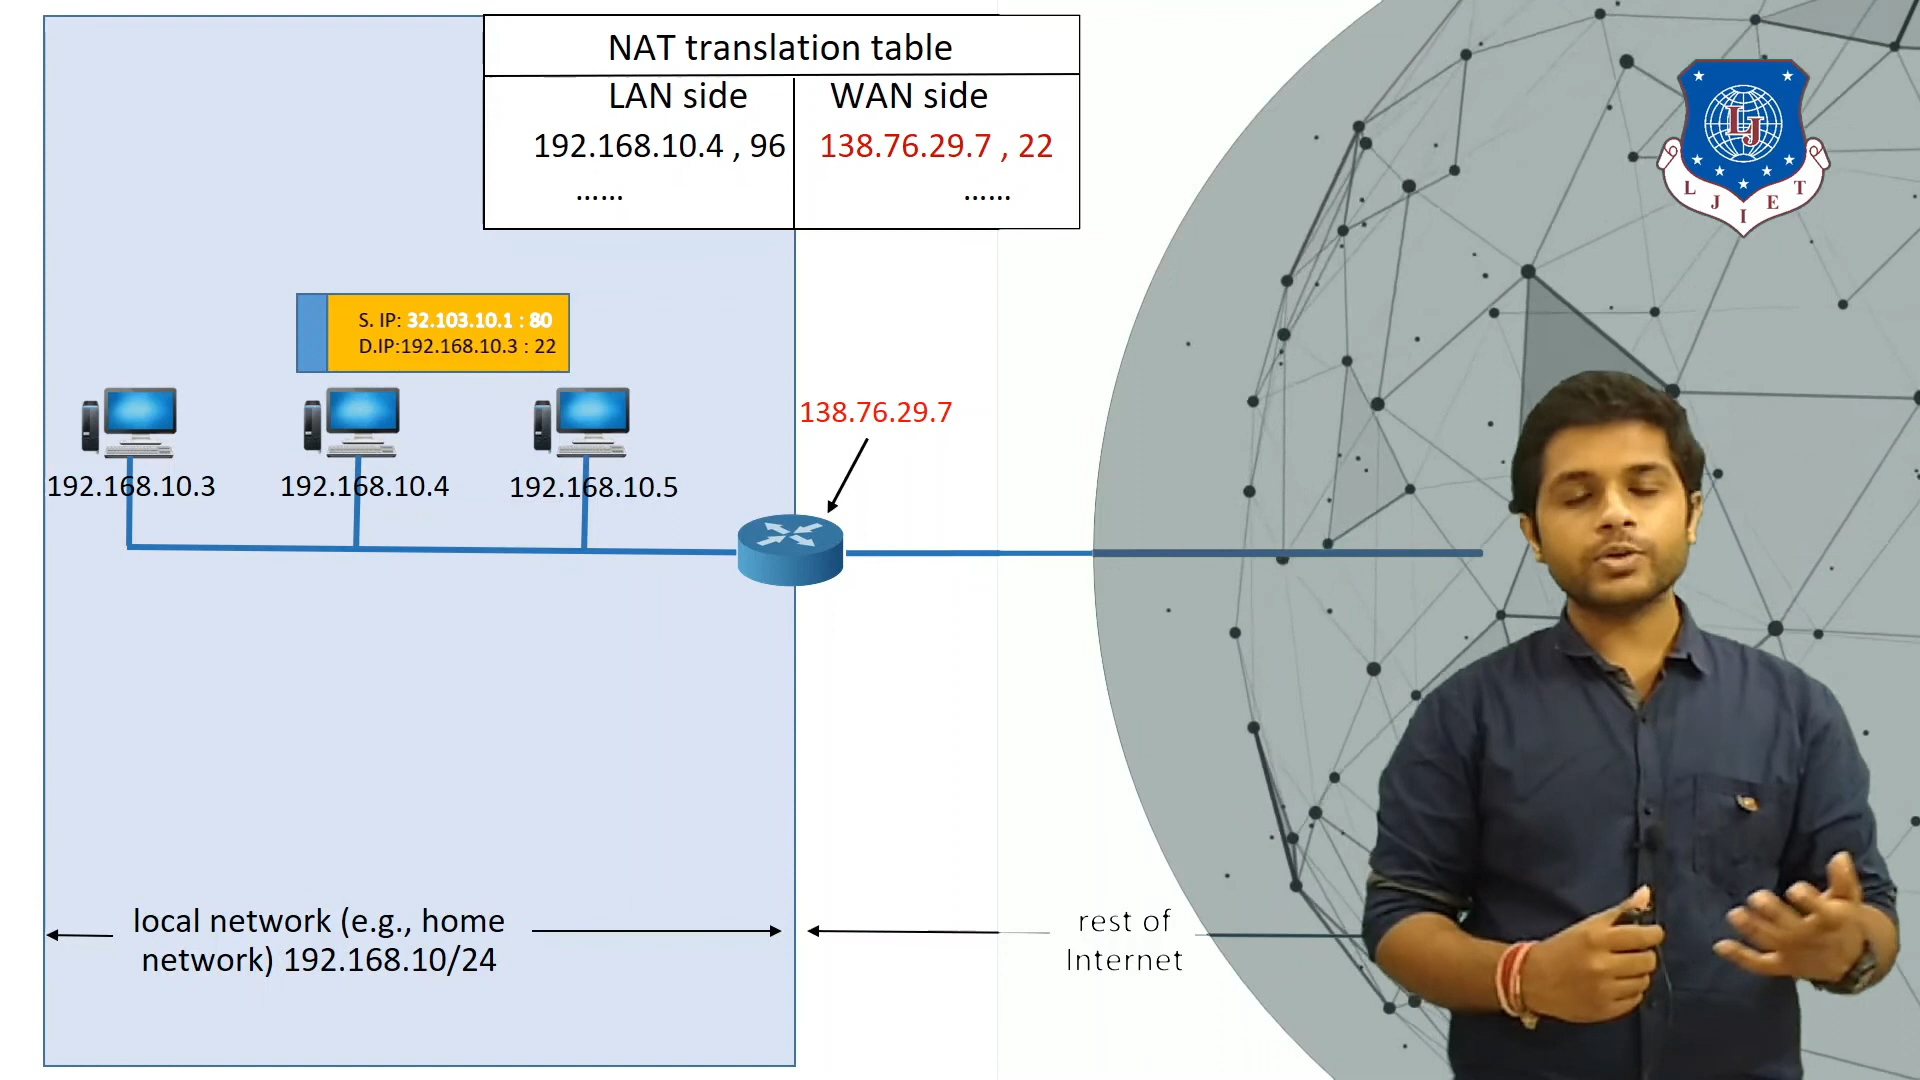 NAT translation table
LAN side WAN side
192.168.10.4 , 96 138.76.29.7 , 22
...... ......
S. IP: 32.103.10.1 : 80
D.IP:192.168.10.3 : 22
138.76.29.7
192.168.10.3 192.168.10.4 192.168.10.5
local network (e.g., home
network) 192.168.10/24
rest of
Internet
LJ
L J I E T